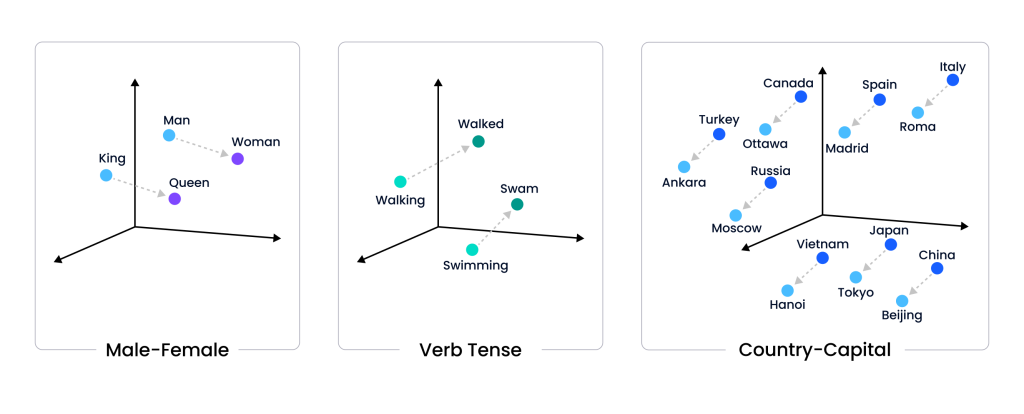 Man
Woman
King
Queen
Male-Female
Walked
Walking
Swam
Swimming
Verb Tense
Italy
Canada
Spain
Roma
Turkey
Ottawa
Madrid
Ankara
Russia
Moscow
Japan
Vietnam
China
Tokyo
Hanoi
Beijing
Country-Capital